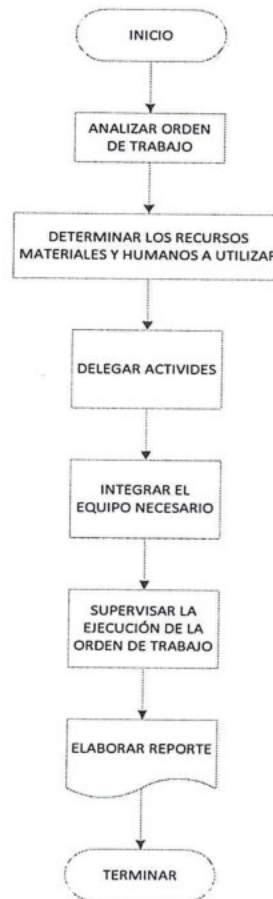 INICIO
ANALIZAR ORDEN
DE TRABAJO
DETERMINAR LOS RECURSOS
MATERIALES Y HUMANOS A UTILIZAR
DELEGAR ACTIVIDES
INTEGRAR EL
EQUIPO NECESARIO
SUPERVISAR LA
EJECUCIÓN DE LA
ORDEN DE TRABAJO
ELABORAR REPORTE
TERMINAR